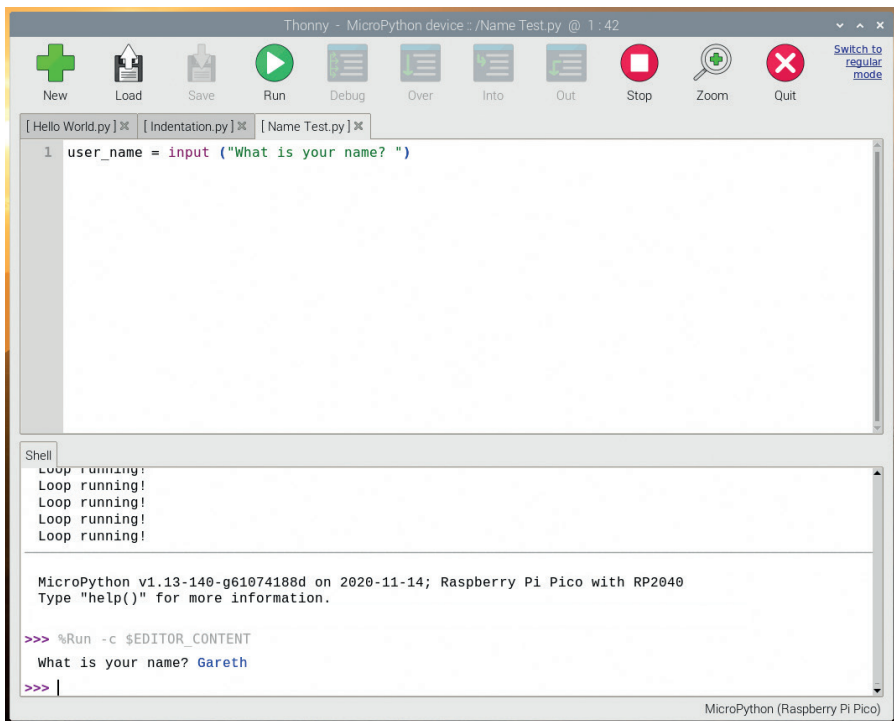 Thonny - MicroPython device :: /Name Test.py @ 1 : 42
Switch to
regular
mode
New Load Save Run Debug Over Into Out Stop Zoom Quit
[ Hello World.py ] [ Indentation.py ] [ Name Test.py ]
1 user_name = input ("What is your name? ")
Shell
Loop running!
Loop running!
Loop running!
Loop running!
Loop running!
MicroPython v1.13-140-g61074188d on 2020-11-14; Raspberry Pi Pico with RP2040
Type "help()" for more information.
>>> %Run -c $EDITOR_CONTENT
What is your name? Gareth
>>>
MicroPython (Raspberry Pi Pico)